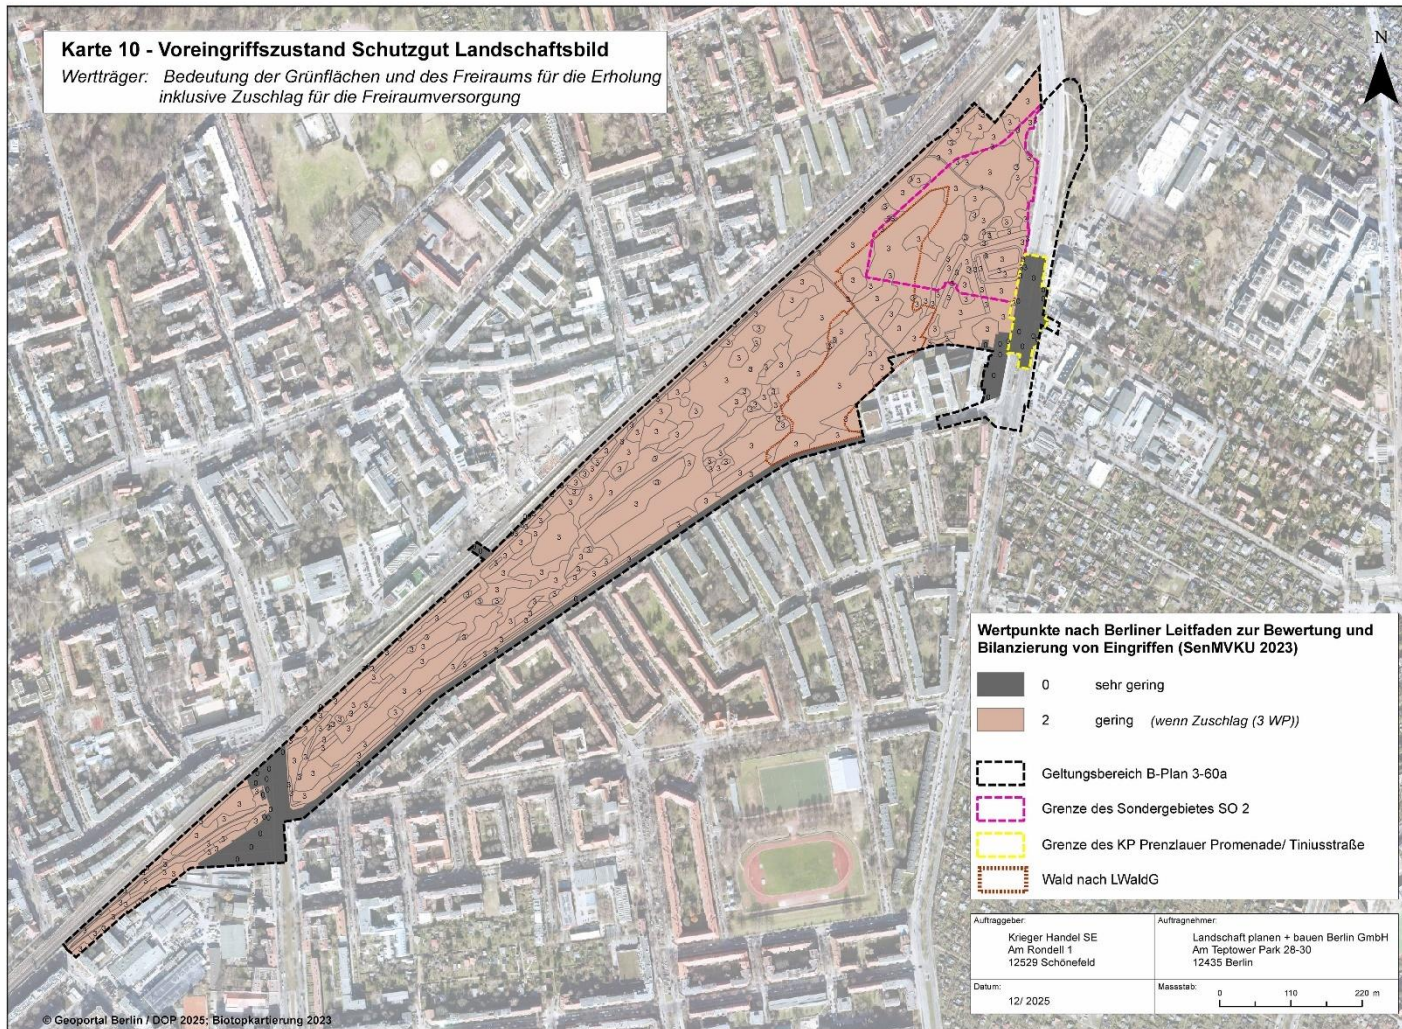 Karte 10 - Voreingriffszustand Schutzgut Landschaftsbild
Wertträger: Bedeutung der Grünflächen und des Freiraums für die Erholung
inklusive Zuschlag für die Freiraumversorgung
N
Wertpunkte nach Berliner Leitfaden zur Bewertung und
Bilanzierung von Eingriffen (SenMVKU 2023)
0 sehr gering
2 gering (wenn Zuschlag (3 WP))
Geltungsbereich B-Plan 3-60a
Grenze des Sondergebietes SO 2
Grenze des KP Prenzlauer Promenade/ Tiniusstraße
Wald nach LWaldG
Auftraggeber:
Krieger Handel SE
Am Rondell 1
12529 Schönefeld
Auftragnehmer:
Landschaft planen + bauen Berlin GmbH
Am Teptower Park 28-30
12435 Berlin
Datum:
12/ 2025
Massstab:
0 110 220 m
© Geoportal Berlin / DOP 2025; Biotopkartierung 2023